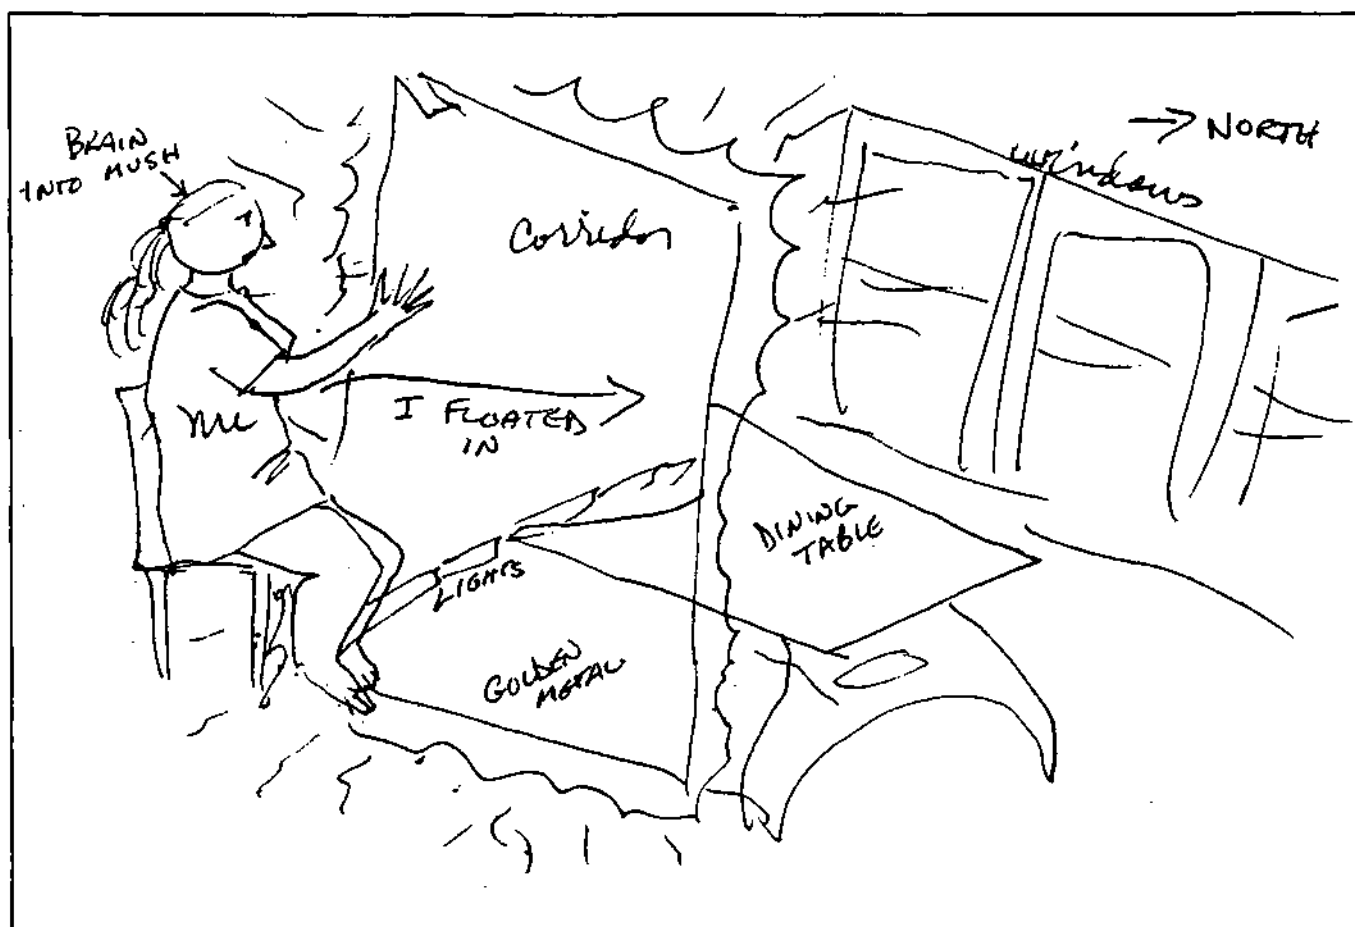 BRAIN
INTO MUSH
→ NORTH
windows
Corridor
me
I FLOATED
IN
DINING
TABLE
LIGHTS
GOLDEN
METAL